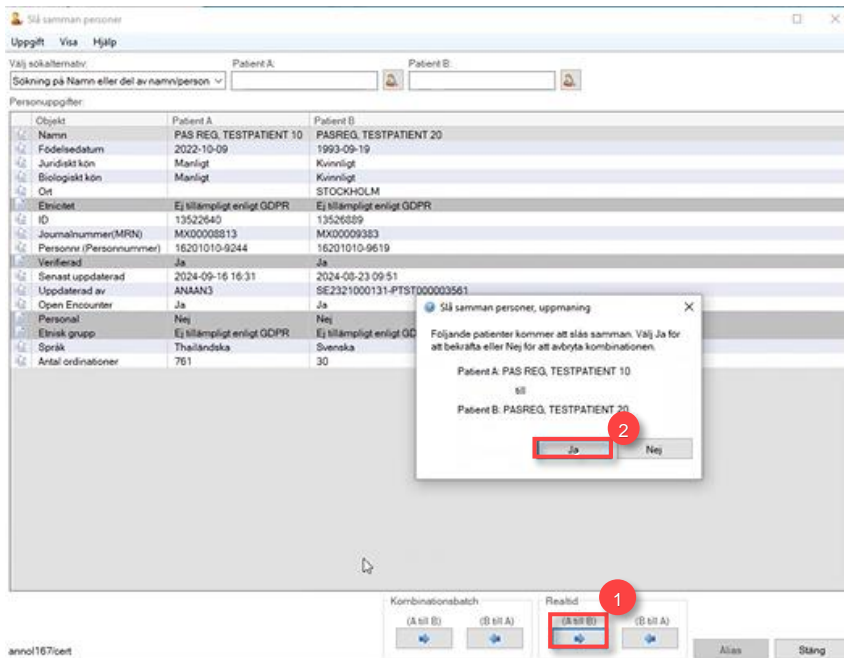 Slå samman personer
Uppgift Visa Hjälp
Välj sökalternativ: Patient A: Patient B:
Sökning på Namn eller del av namn/person
Personuppgifter:
Objekt Patient A Patient B
Namn PAS REG, TESTPATIENT 10 PASREG, TESTPATIENT 20
Födelsedatum 2022-10-09 1993-09-19
Juridiskt kön Manligt Kvinnligt
Biologiskt kön Manligt Kvinnligt
Ort STOCKHOLM
Etnicitet Ej tillämpligt enligt GDPR Ej tillämpligt enligt GDPR
ID 13522640 13526889
Journalnummer(MRN) MX00008813 MX00009383
Personnr (Personnummer) 16201010-9244 16201010-9619
Verifierad Ja Ja
Senast uppdaterad 2024-09-16 16:31 2024-08-23 09:51
Uppdaterad av ANAAN3 SE2321000131-PTST000003561
Open Encounter Ja Ja
Personal Nej Nej
Etnisk grupp Ej tillämpligt enligt GDPR Ej tillämpligt enligt GD
Språk Thailändska Svenska
Antal ordinationer 761 30
Slå samman personer, uppmaning
Följande patienter kommer att slås samman. Välj Ja för
att bekräfta eller Nej för att avbryta kombinationen.
Patient A: PAS REG, TESTPATIENT 10
till
Patient B: PASREG, TESTPATIENT 20
2
Ja Nej
1
Kombinationsbatch Realtid
(A till B) (B till A) (A till B) (B till A)
annol167/cert Alias Stäng